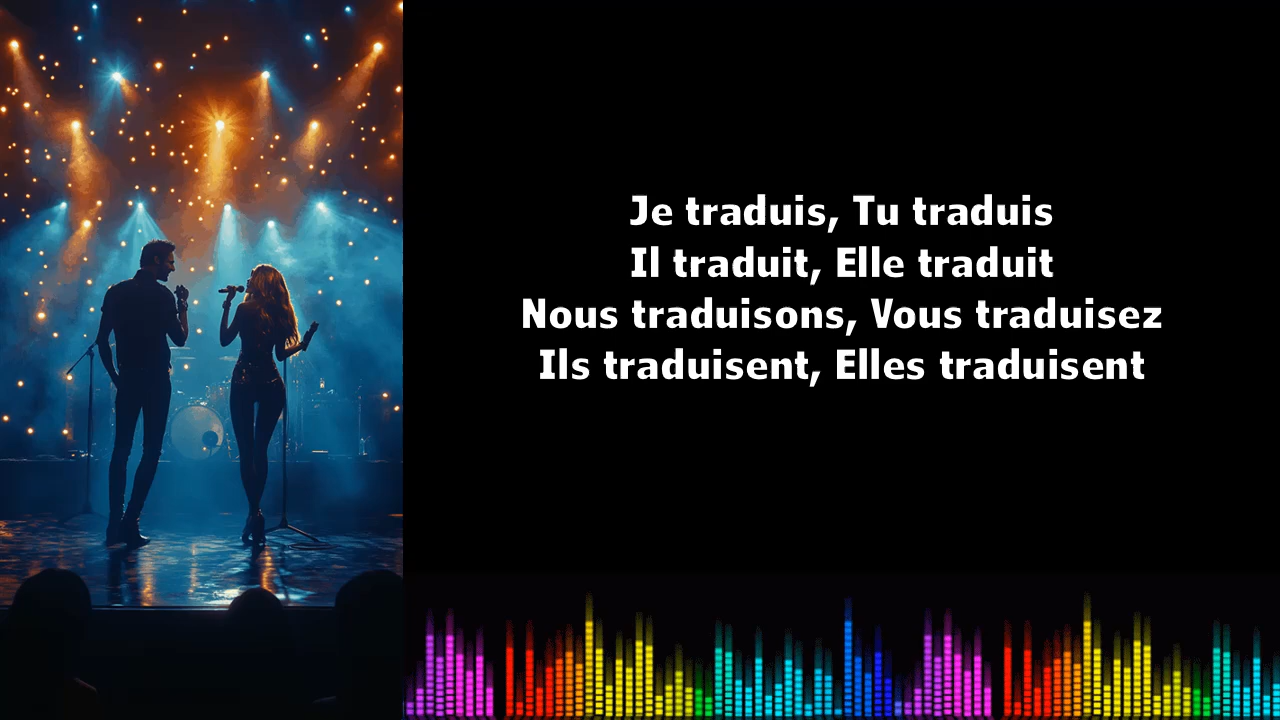 Je traduis, Tu traduis
Il traduit, Elle traduit
Nous traduisons, Vous traduisez
Ils traduisent, Elles traduisent